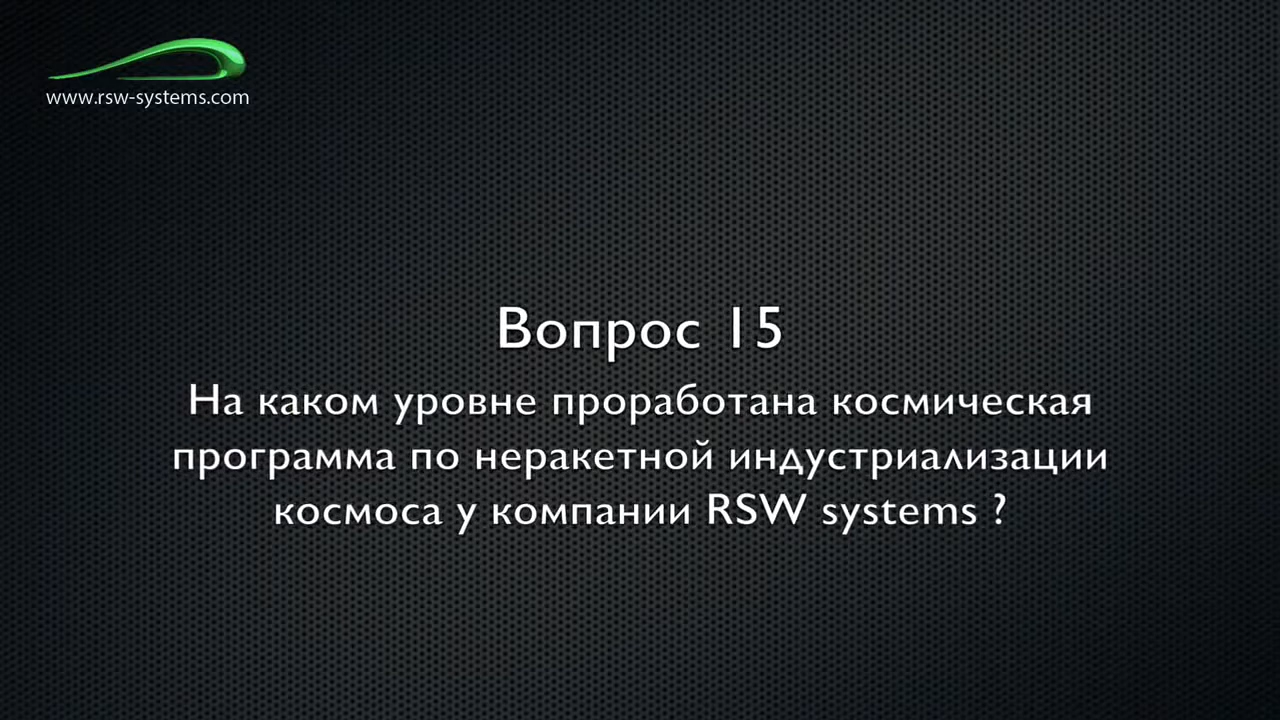 www.rsw-systems.com
Вопрос 15
На каком уровне проработана космическая
программа по неракетной индустриализации
космоса у компании RSW systems ?